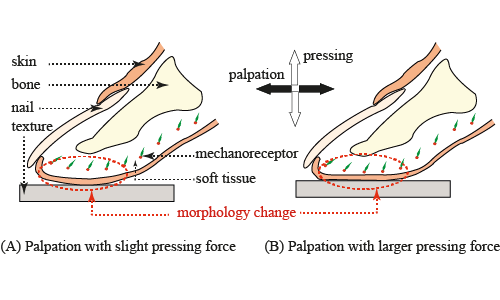 skin
bone
nail
texture
pressing
palpation
mechanoreceptor
soft tissue
morphology change
(A) Palpation with slight pressing force
(B) Palpation with larger pressing force